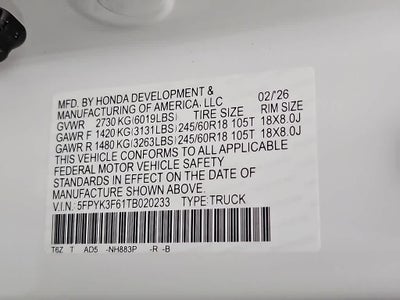 MFD. BY HONDA DEVELOPMENT &
MANUFACTURING OF AMERICA, LLC 02/26
GVWR 2730 KG(6019LBS) TIRE SIZE RIM SIZE
GAWR F 1420 KG(3131LBS) 245/60R18 105T 18X8.0J
GAWR R 1480 KG(3263LBS) 245/60R18 105T 18X8.0J
THIS VEHICLE CONFORMS TO ALL APPLICABLE
FEDERAL MOTOR VEHICLE SAFETY
STANDARDS IN EFFECT ON THE DATE OF
MANUFACTURE SHOWN ABOVE.
V.I.N.: 5FPYK3F61TB020233 TYPE: TRUCK
T6Z T AD5 -NH883P -R -B